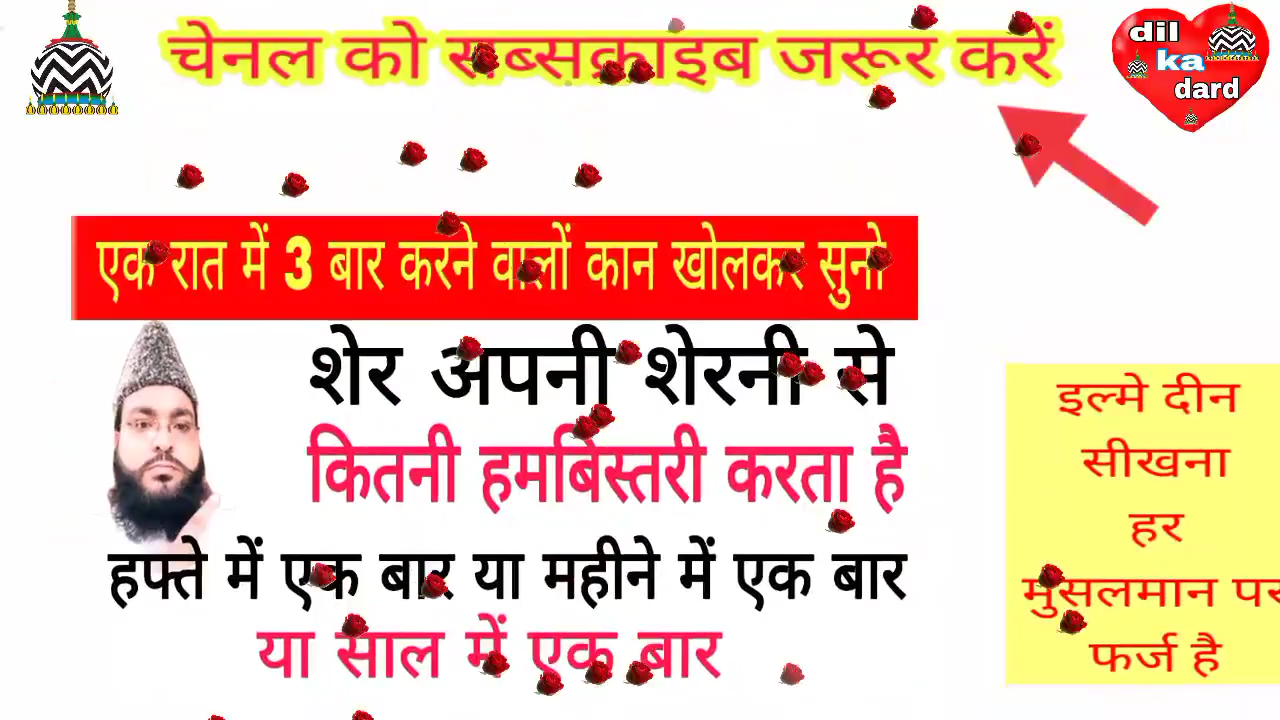 चेनल को सब्सक्राइब जरूर करें
dil
ka
dard
एक रात में 3 बार करने वालों कान खोलकर सुनो
शेर अपनी शेरनी से
कितनी हमबिस्तरी करता है
हफ्ते में एक बार या महीने में एक बार
या साल में एक बार
इल्मे दीन
सीखना
हर
मुसलमान पर
फर्ज है